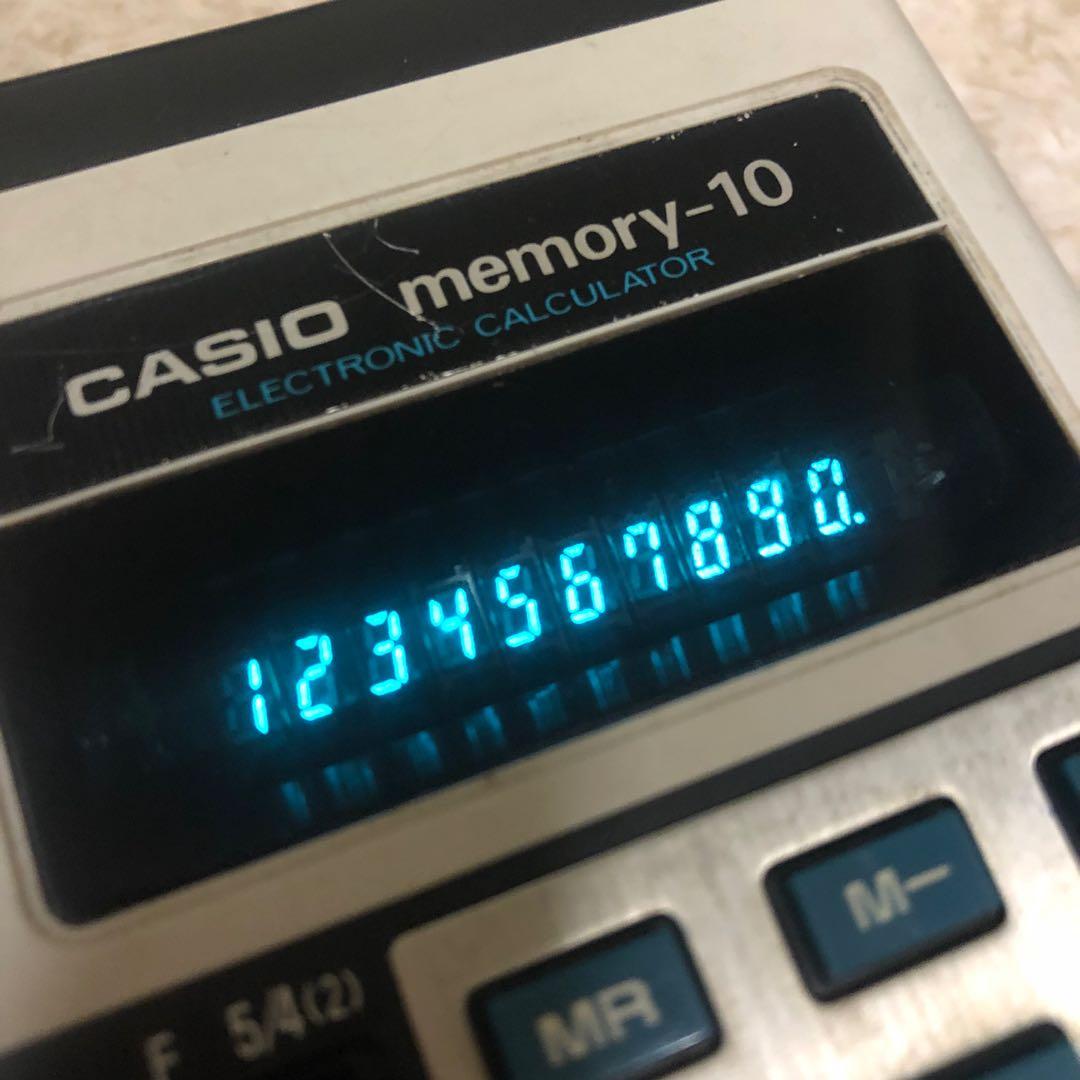 CASIO memory-10
ELECTRONIC CALCULATOR
1234567890.
M−
MR
F 5/4(2)